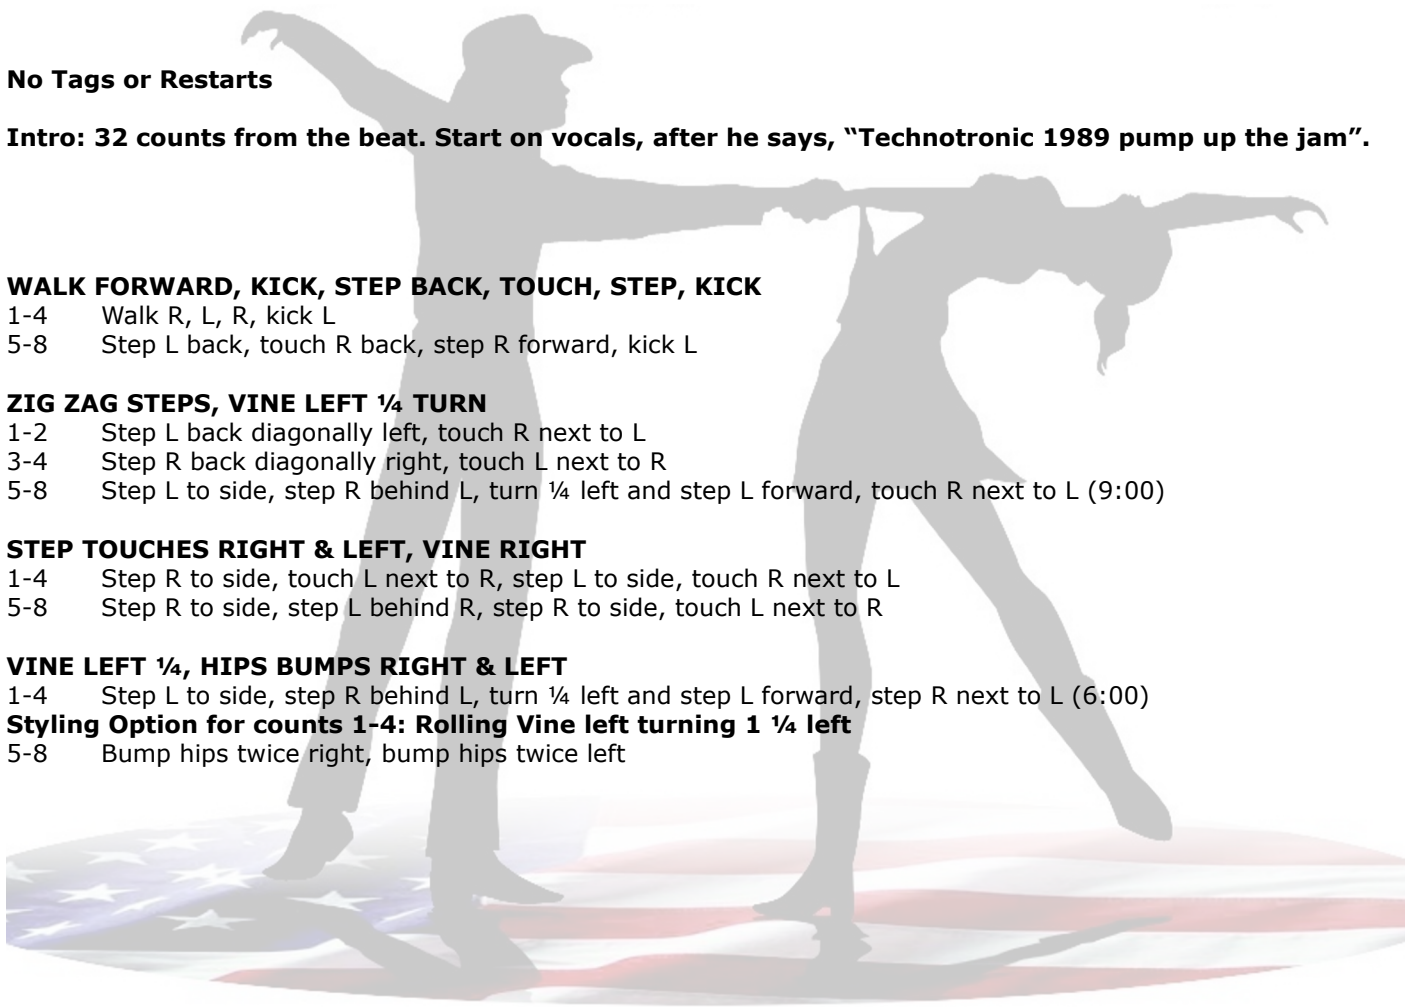 No Tags or Restarts
Intro: 32 counts from the beat. Start on vocals, after he says, “Technotronic 1989 pump up the jam”.
WALK FORWARD, KICK, STEP BACK, TOUCH, STEP, KICK
1-4 Walk R, L, R, kick L
5-8 Step L back, touch R back, step R forward, kick L
ZIG ZAG STEPS, VINE LEFT ¼ TURN
1-2 Step L back diagonally left, touch R next to L
3-4 Step R back diagonally right, touch L next to R
5-8 Step L to side, step R behind L, turn ¼ left and step L forward, touch R next to L (9:00)
STEP TOUCHES RIGHT & LEFT, VINE RIGHT
1-4 Step R to side, touch L next to R, step L to side, touch R next to L
5-8 Step R to side, step L behind R, step R to side, touch L next to R
VINE LEFT ¼, HIPS BUMPS RIGHT & LEFT
1-4 Step L to side, step R behind L, turn ¼ left and step L forward, step R next to L (6:00)
Styling Option for counts 1-4: Rolling Vine left turning 1 ¼ left
5-8 Bump hips twice right, bump hips twice left